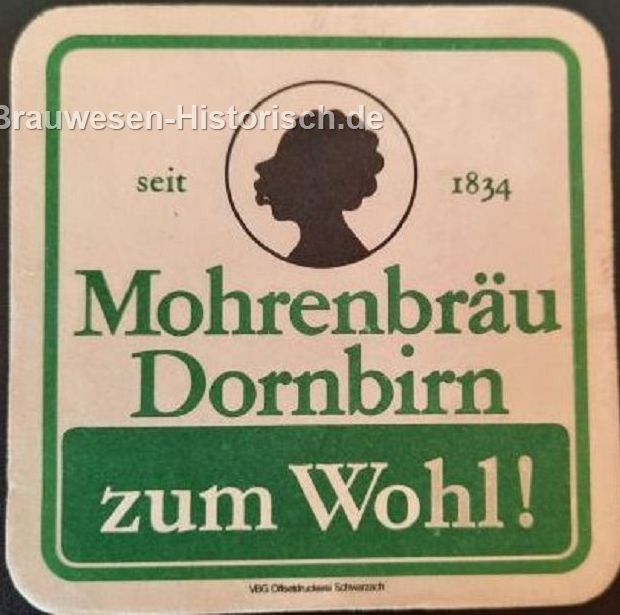 Brauwesen-Historisch.de
seit 1834
Mohrenbräu
Dornbirn
zum Wohl!
VBG Offsetdruckerei Schwarzach